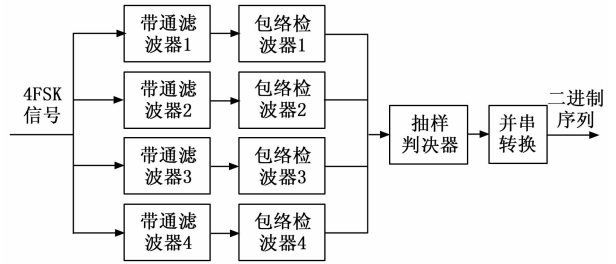 4FSK
信号
带通滤
波器1
包络检
波器1
带通滤
波器2
包络检
波器2
带通滤
波器3
包络检
波器3
带通滤
波器4
包络检
波器4
抽样
判决器
并串
转换
二进制
序列